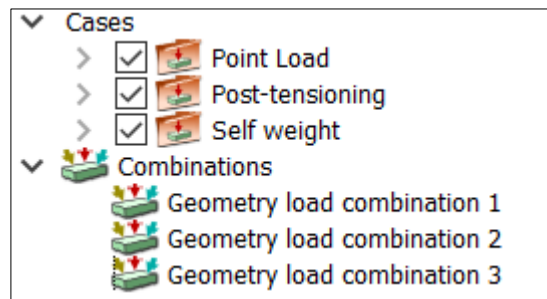 Cases
Point Load
Post-tensioning
Self weight
Combinations
Geometry load combination 1
Geometry load combination 2
Geometry load combination 3